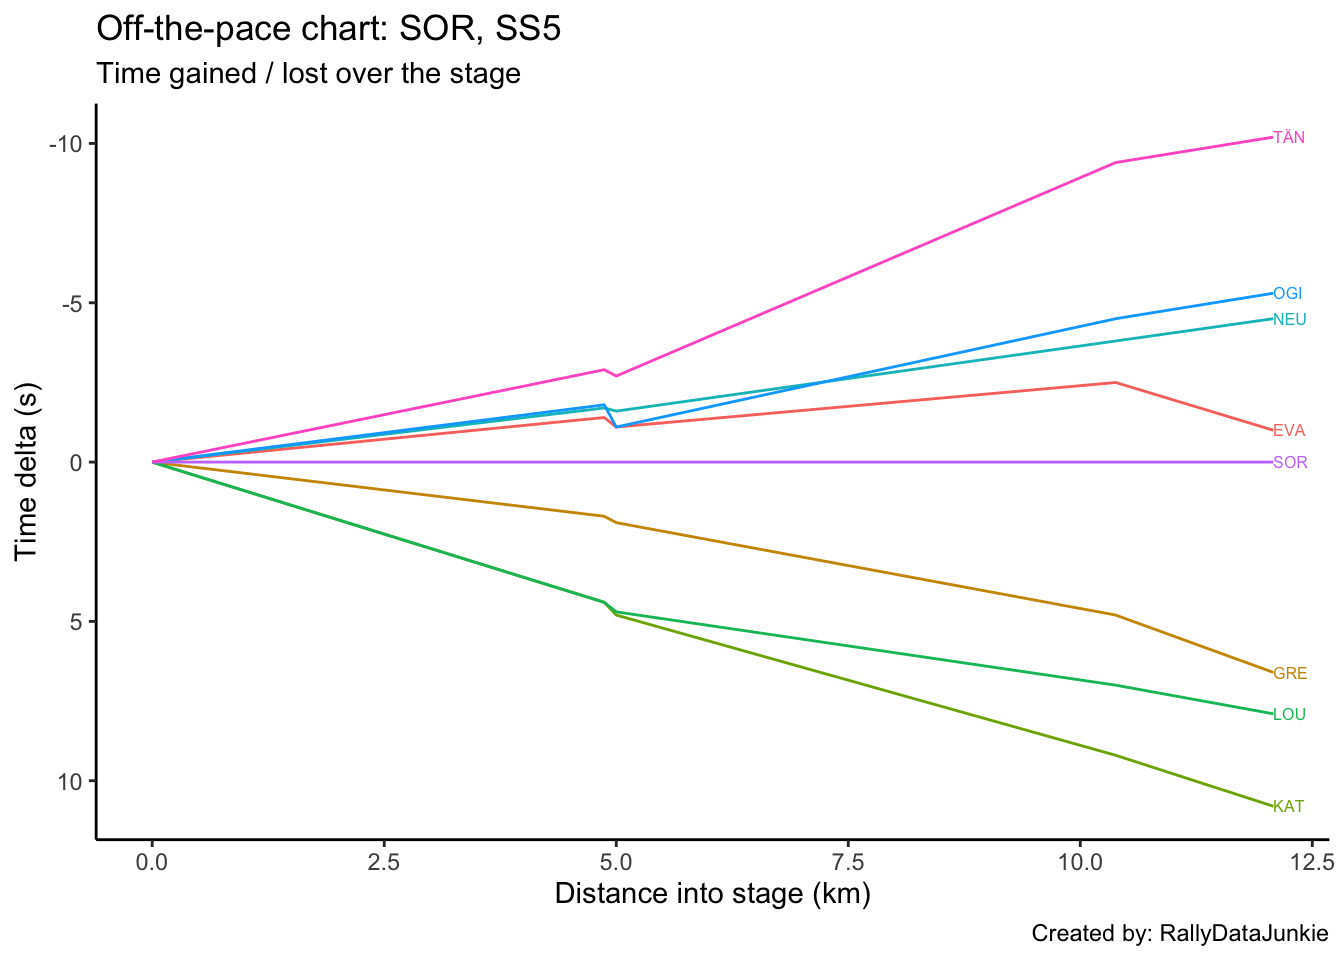 Off-the-pace chart: SOR, SS5
Time gained / lost over the stage
Time delta (s)
-10
-5
0
5
10
TÄN
OGI
NEU
EVA
SOR
GRE
LOU
KAT
0.0 2.5 5.0 7.5 10.0 12.5
Distance into stage (km)
Created by: RallyDataJunkie